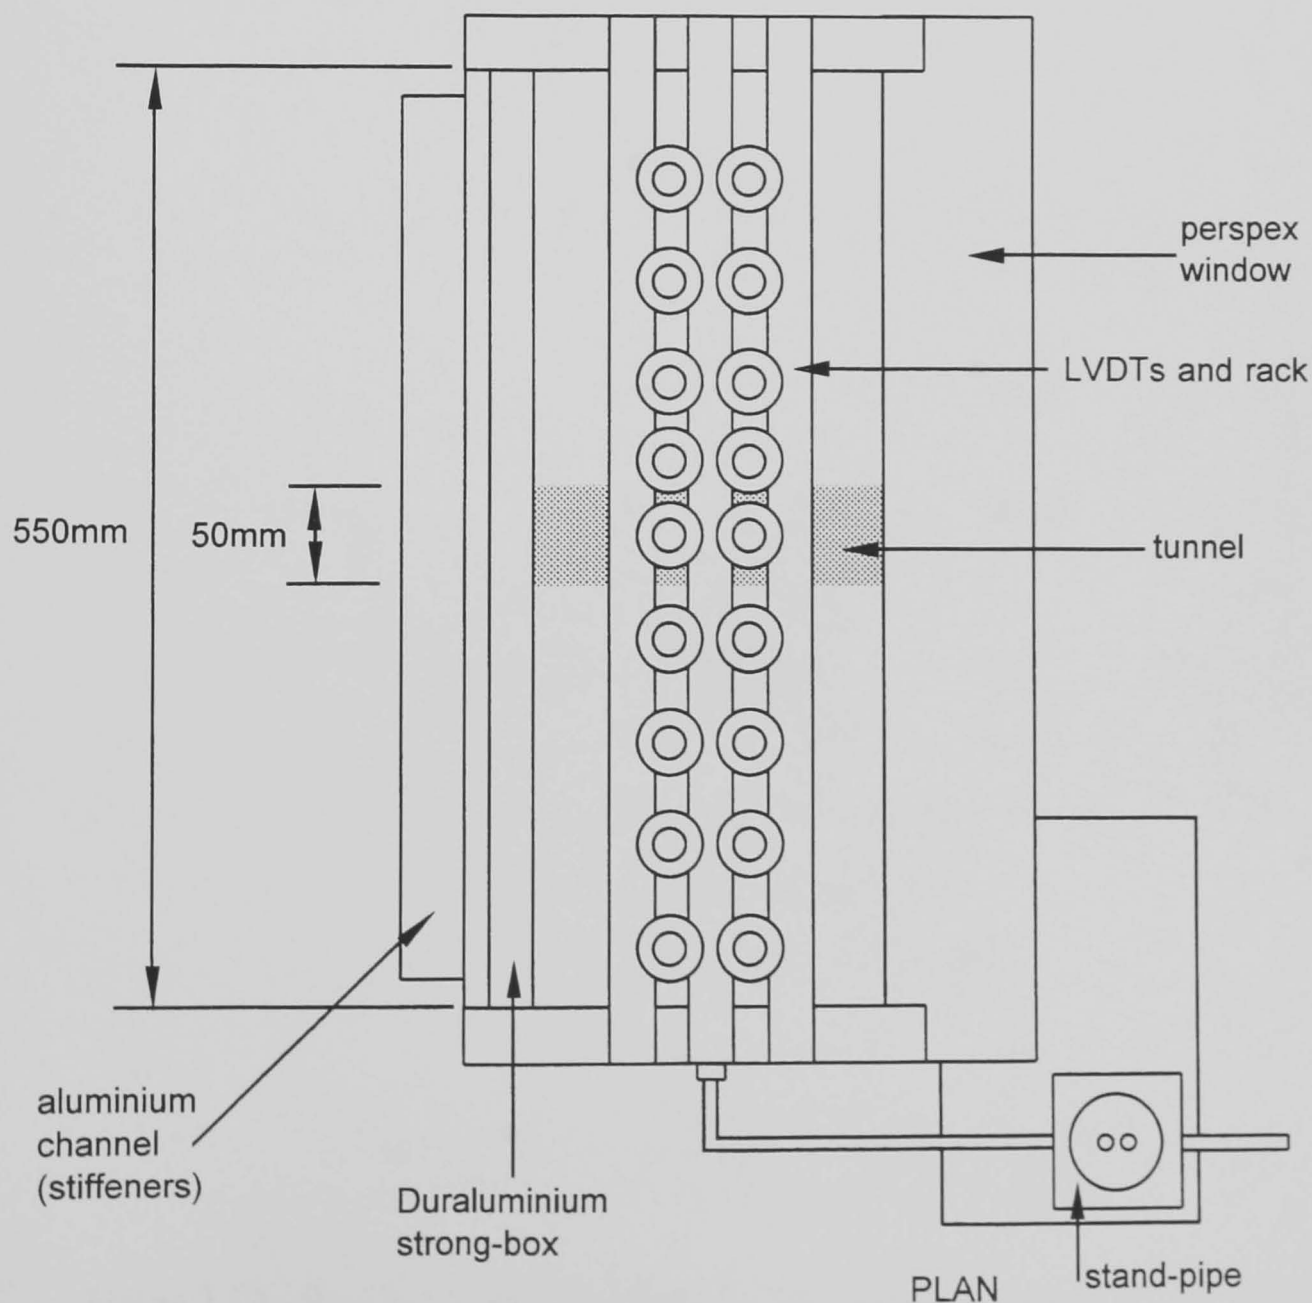 perspex
window
LVDTs and rack
550mm
50mm
tunnel
aluminium
channel
(stiffeners)
Duraluminium
strong-box
stand-pipe
PLAN